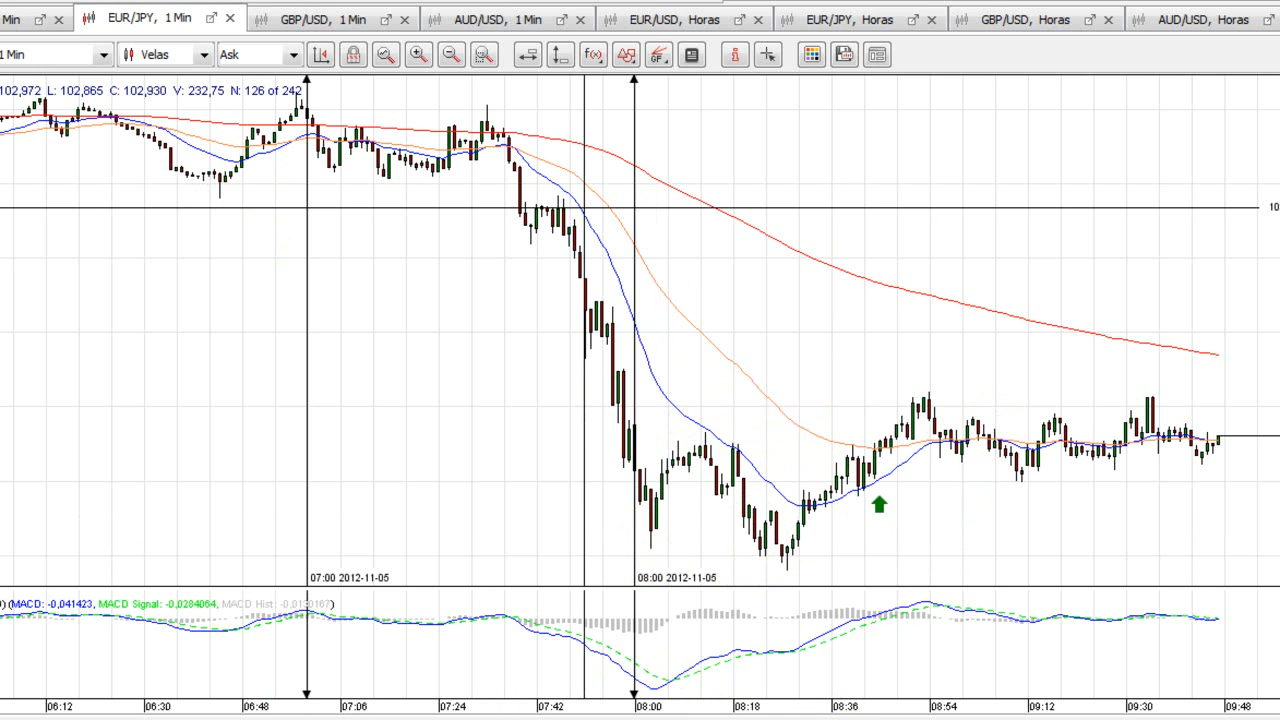 Min EUR/JPY, 1 Min GBP/USD, 1 Min AUD/USD, 1 Min EUR/USD, Horas EUR/JPY, Horas GBP/USD, Horas AUD/USD, Horas
1 Min Velas Ask
102,972 L: 102,865 C: 102,930 V: 232,75 N: 126 of 242
10
07:00 2012-11-05 08:00 2012-11-05
) (MACD: -0,041423, MACD Signal: -0,0284064, MACD Hist: -0,0130167)
06:12 06:30 06:48 07:06 07:24 07:42 08:00 08:18 08:36 08:54 09:12 09:30 09:48